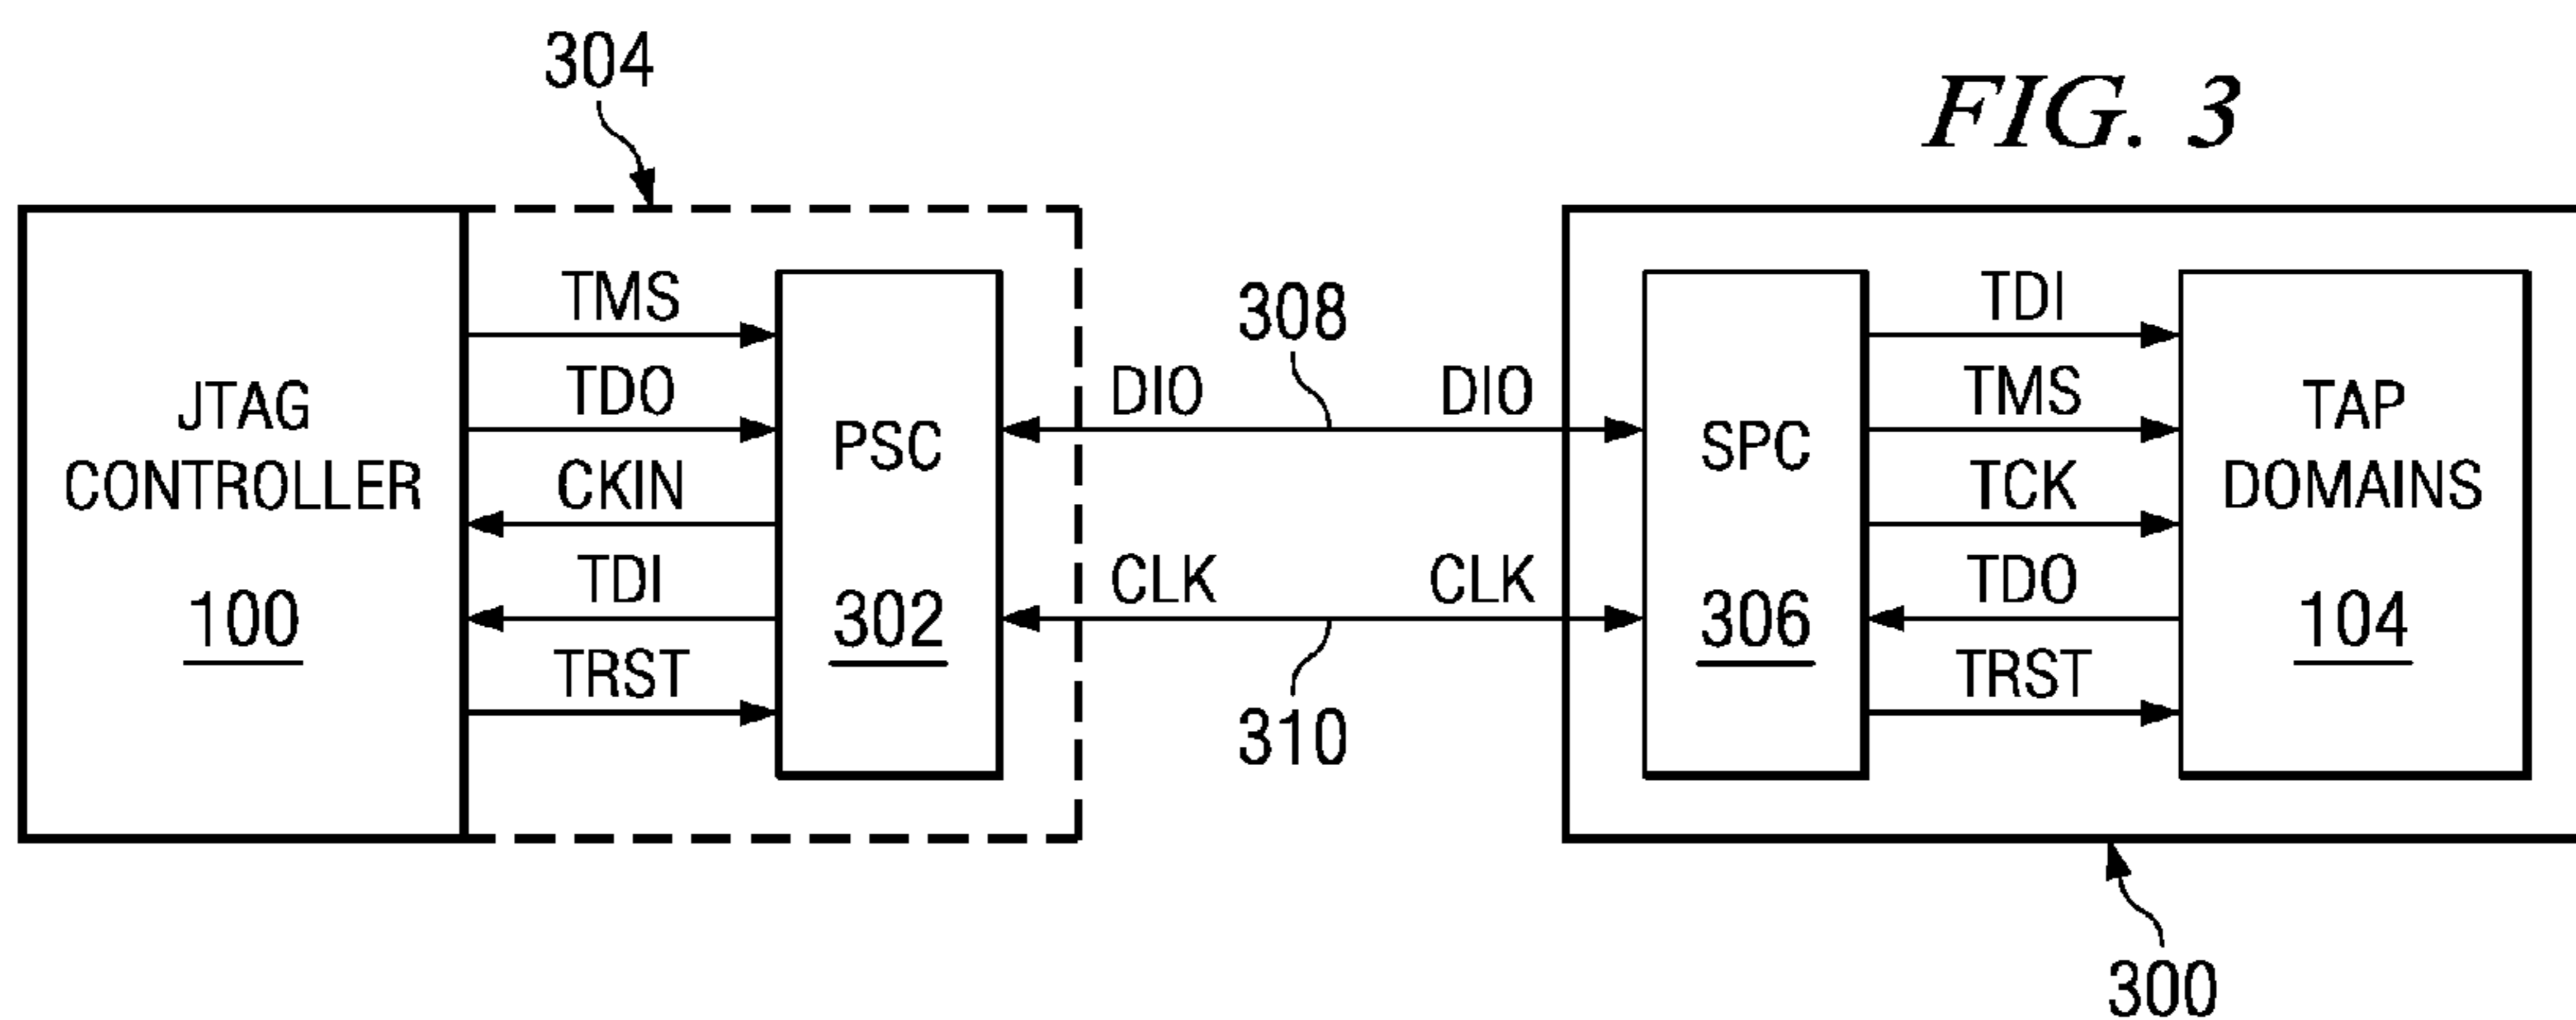 304
FIG. 3
JTAG
CONTROLLER
100
TMS
TDO
CKIN
TDI
TRST
PSC
302
308
DIO
DIO
CLK
CLK
310
SPC
306
TDI
TMS
TCK
TDO
TRST
TAP
DOMAINS
104
300